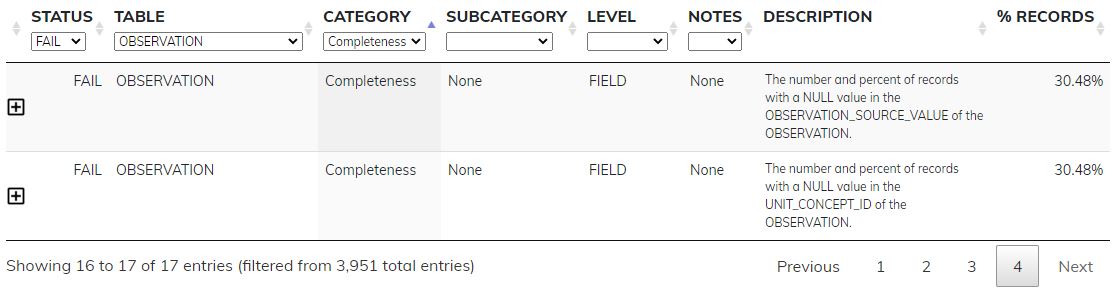 STATUS TABLE CATEGORY SUBCATEGORY LEVEL NOTES DESCRIPTION % RECORDS
FAIL OBSERVATION Completeness
FAIL OBSERVATION Completeness None FIELD None The number and percent of records 30.48%
with a NULL value in the
OBSERVATION_SOURCE_VALUE of the
OBSERVATION.
FAIL OBSERVATION Completeness None FIELD None The number and percent of records 30.48%
with a NULL value in the
UNIT_CONCEPT_ID of the
OBSERVATION.
Showing 16 to 17 of 17 entries (filtered from 3,951 total entries) Previous 1 2 3 4 Next